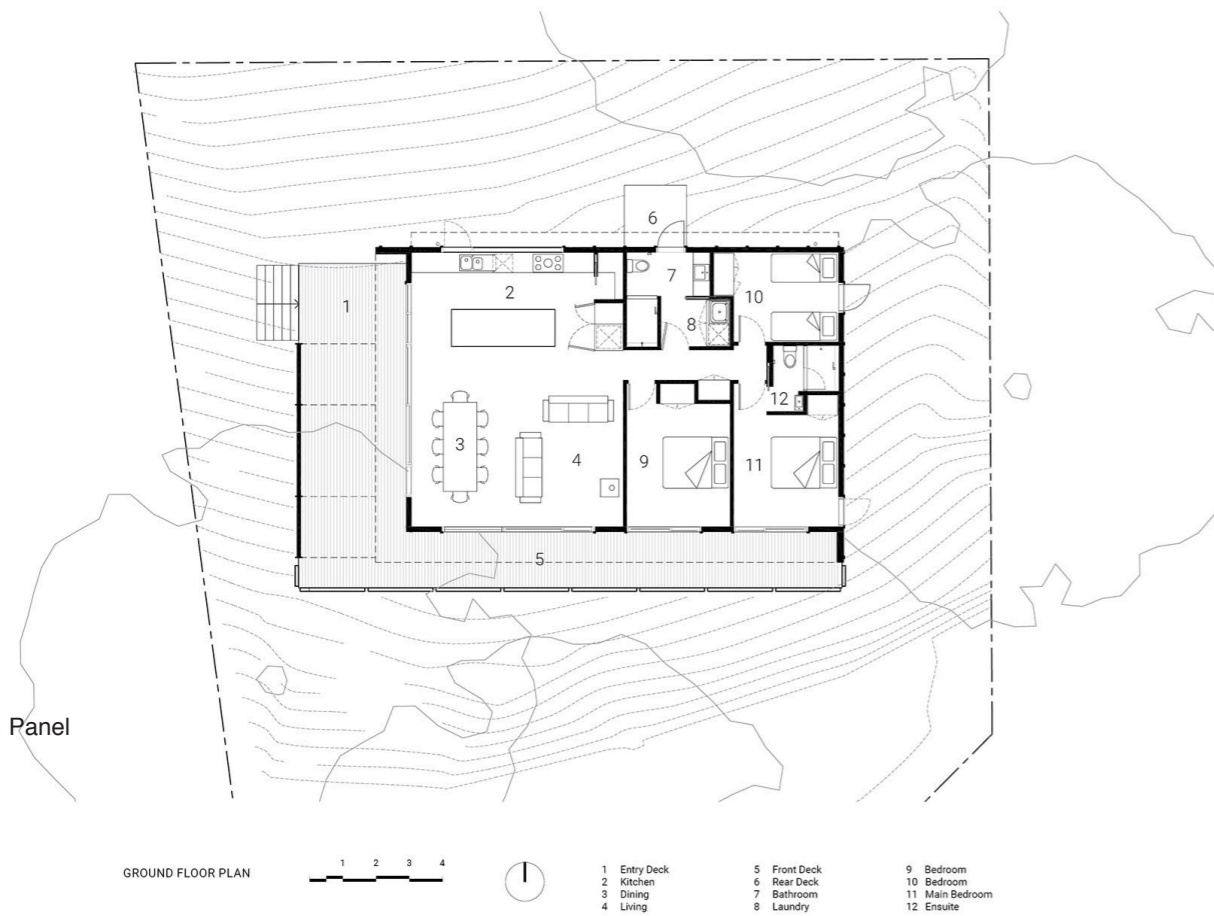 6
1
2
7
10
8
12
3
4
9
11
5
Panel
GROUND FLOOR PLAN
1 2 3 4
1 Entry Deck
2 Kitchen
3 Dining
4 Living
5 Front Deck
6 Rear Deck
7 Bathroom
8 Laundry
9 Bedroom
10 Bedroom
11 Main Bedroom
12 Ensuite